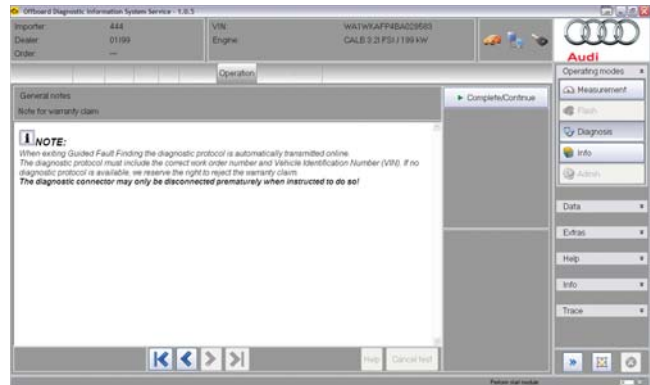 Offboard Diagnostic Information System Service - 1.0.5
Importer: 444
Dealer: 01199
Order: ---
VIN:
Engine: CALB 3.2l FSI / 199 kW
Audi
Operation
General notes
Note for warranty claim
NOTE:
When exiting Guided Fault Finding the diagnostic protocol is automatically transmitted online.
The diagnostic protocol must include the correct work order number and Vehicle Identification Number (VIN). If no
diagnostic protocol is available, we reserve the right to reject the warranty claim.
The diagnostic connector may only be disconnected prematurely when instructed to do so!
Complete/Continue
Operating modes
Measurement
Flash
Diagnosis
Info
Admin
Data
Extras
Help
Info
Trace
Help
Cancel test
Perform start module